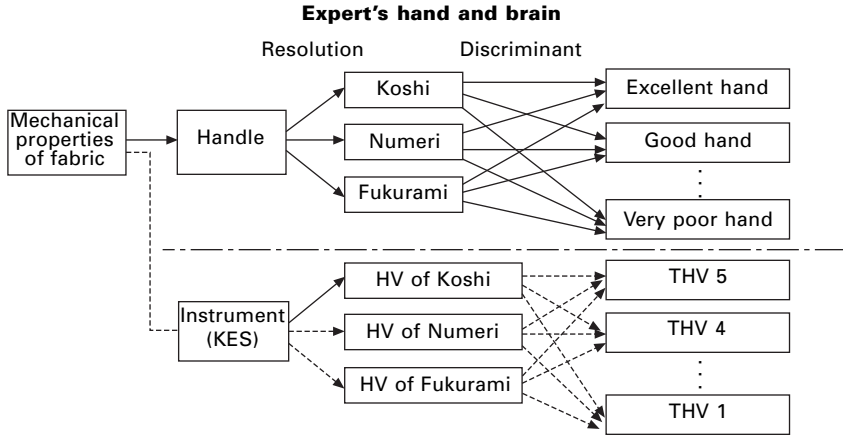 Expert's hand and brain
Resolution
Discriminant
Mechanical
properties
of fabric
Handle
Koshi
Numeri
Fukurami
Excellent hand
Good hand
Very poor hand
Instrument
(KES)
HV of Koshi
HV of Numeri
HV of Fukurami
THV 5
THV 4
THV 1